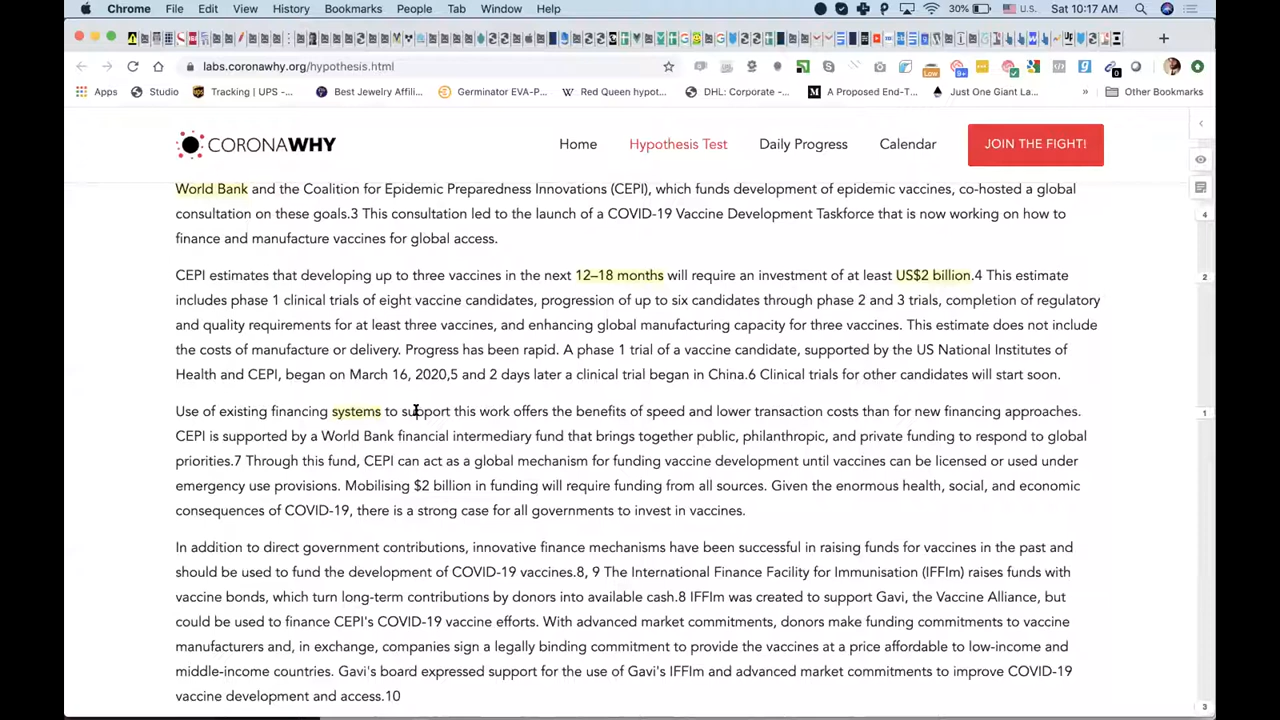 Chrome File Edit View History Bookmarks People Tab Window Help 30% U.S. Sat 10:17 AM
labs.coronawhy.org/hypothesis.html
Apps Studio Tracking | UPS -... Best Jewelry Affili... Germinator EVA-P... Red Queen hypot... DHL: Corporate -... A Proposed End-T... Just One Giant La... » Other Bookmarks
CORONAWHY Home Hypothesis Test Daily Progress Calendar JOIN THE FIGHT!
World Bank and the Coalition for Epidemic Preparedness Innovations (CEPI), which funds development of epidemic vaccines, co-hosted a global
consultation on these goals.3 This consultation led to the launch of a COVID-19 Vaccine Development Taskforce that is now working on how to
finance and manufacture vaccines for global access.
CEPI estimates that developing up to three vaccines in the next 12–18 months will require an investment of at least US$2 billion.4 This estimate
includes phase 1 clinical trials of eight vaccine candidates, progression of up to six candidates through phase 2 and 3 trials, completion of regulatory
and quality requirements for at least three vaccines, and enhancing global manufacturing capacity for three vaccines. This estimate does not include
the costs of manufacture or delivery. Progress has been rapid. A phase 1 trial of a vaccine candidate, supported by the US National Institutes of
Health and CEPI, began on March 16, 2020,5 and 2 days later a clinical trial began in China.6 Clinical trials for other candidates will start soon.
Use of existing financing systems to support this work offers the benefits of speed and lower transaction costs than for new financing approaches.
CEPI is supported by a World Bank financial intermediary fund that brings together public, philanthropic, and private funding to respond to global
priorities.7 Through this fund, CEPI can act as a global mechanism for funding vaccine development until vaccines can be licensed or used under
emergency use provisions. Mobilising $2 billion in funding will require funding from all sources. Given the enormous health, social, and economic
consequences of COVID-19, there is a strong case for all governments to invest in vaccines.
In addition to direct government contributions, innovative finance mechanisms have been successful in raising funds for vaccines in the past and
should be used to fund the development of COVID-19 vaccines.8, 9 The International Finance Facility for Immunisation (IFFIm) raises funds with
vaccine bonds, which turn long-term contributions by donors into available cash.8 IFFIm was created to support Gavi, the Vaccine Alliance, but
could be used to finance CEPI's COVID-19 vaccine efforts. With advanced market commitments, donors make funding commitments to vaccine
manufacturers and, in exchange, companies sign a legally binding commitment to provide the vaccines at a price affordable to low-income and
middle-income countries. Gavi's board expressed support for the use of Gavi's IFFIm and advanced market commitments to improve COVID-19
vaccine development and access.10
4
2
1
3